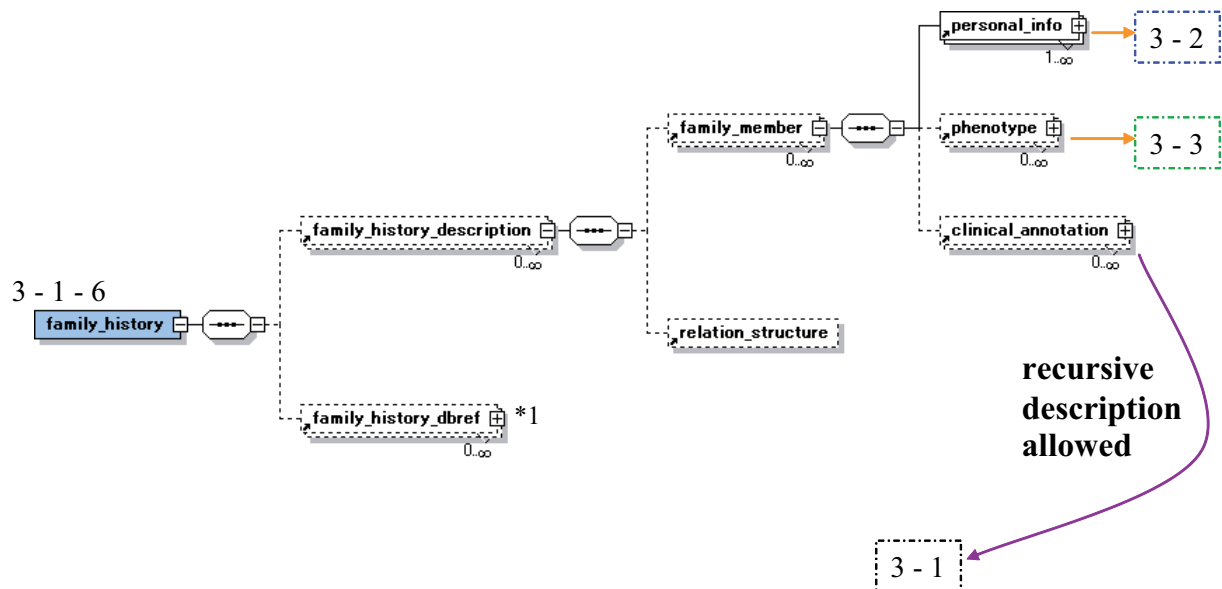 personal_info
1..∞
3 - 2
family_member
0..∞
phenotype
0..∞
3 - 3
family_history_description
0..∞
clinical_annotation
0..∞
3 - 1 - 6
family_history
relation_structure
family_history_dbref
*1
0..∞
recursive
description
allowed
3 - 1